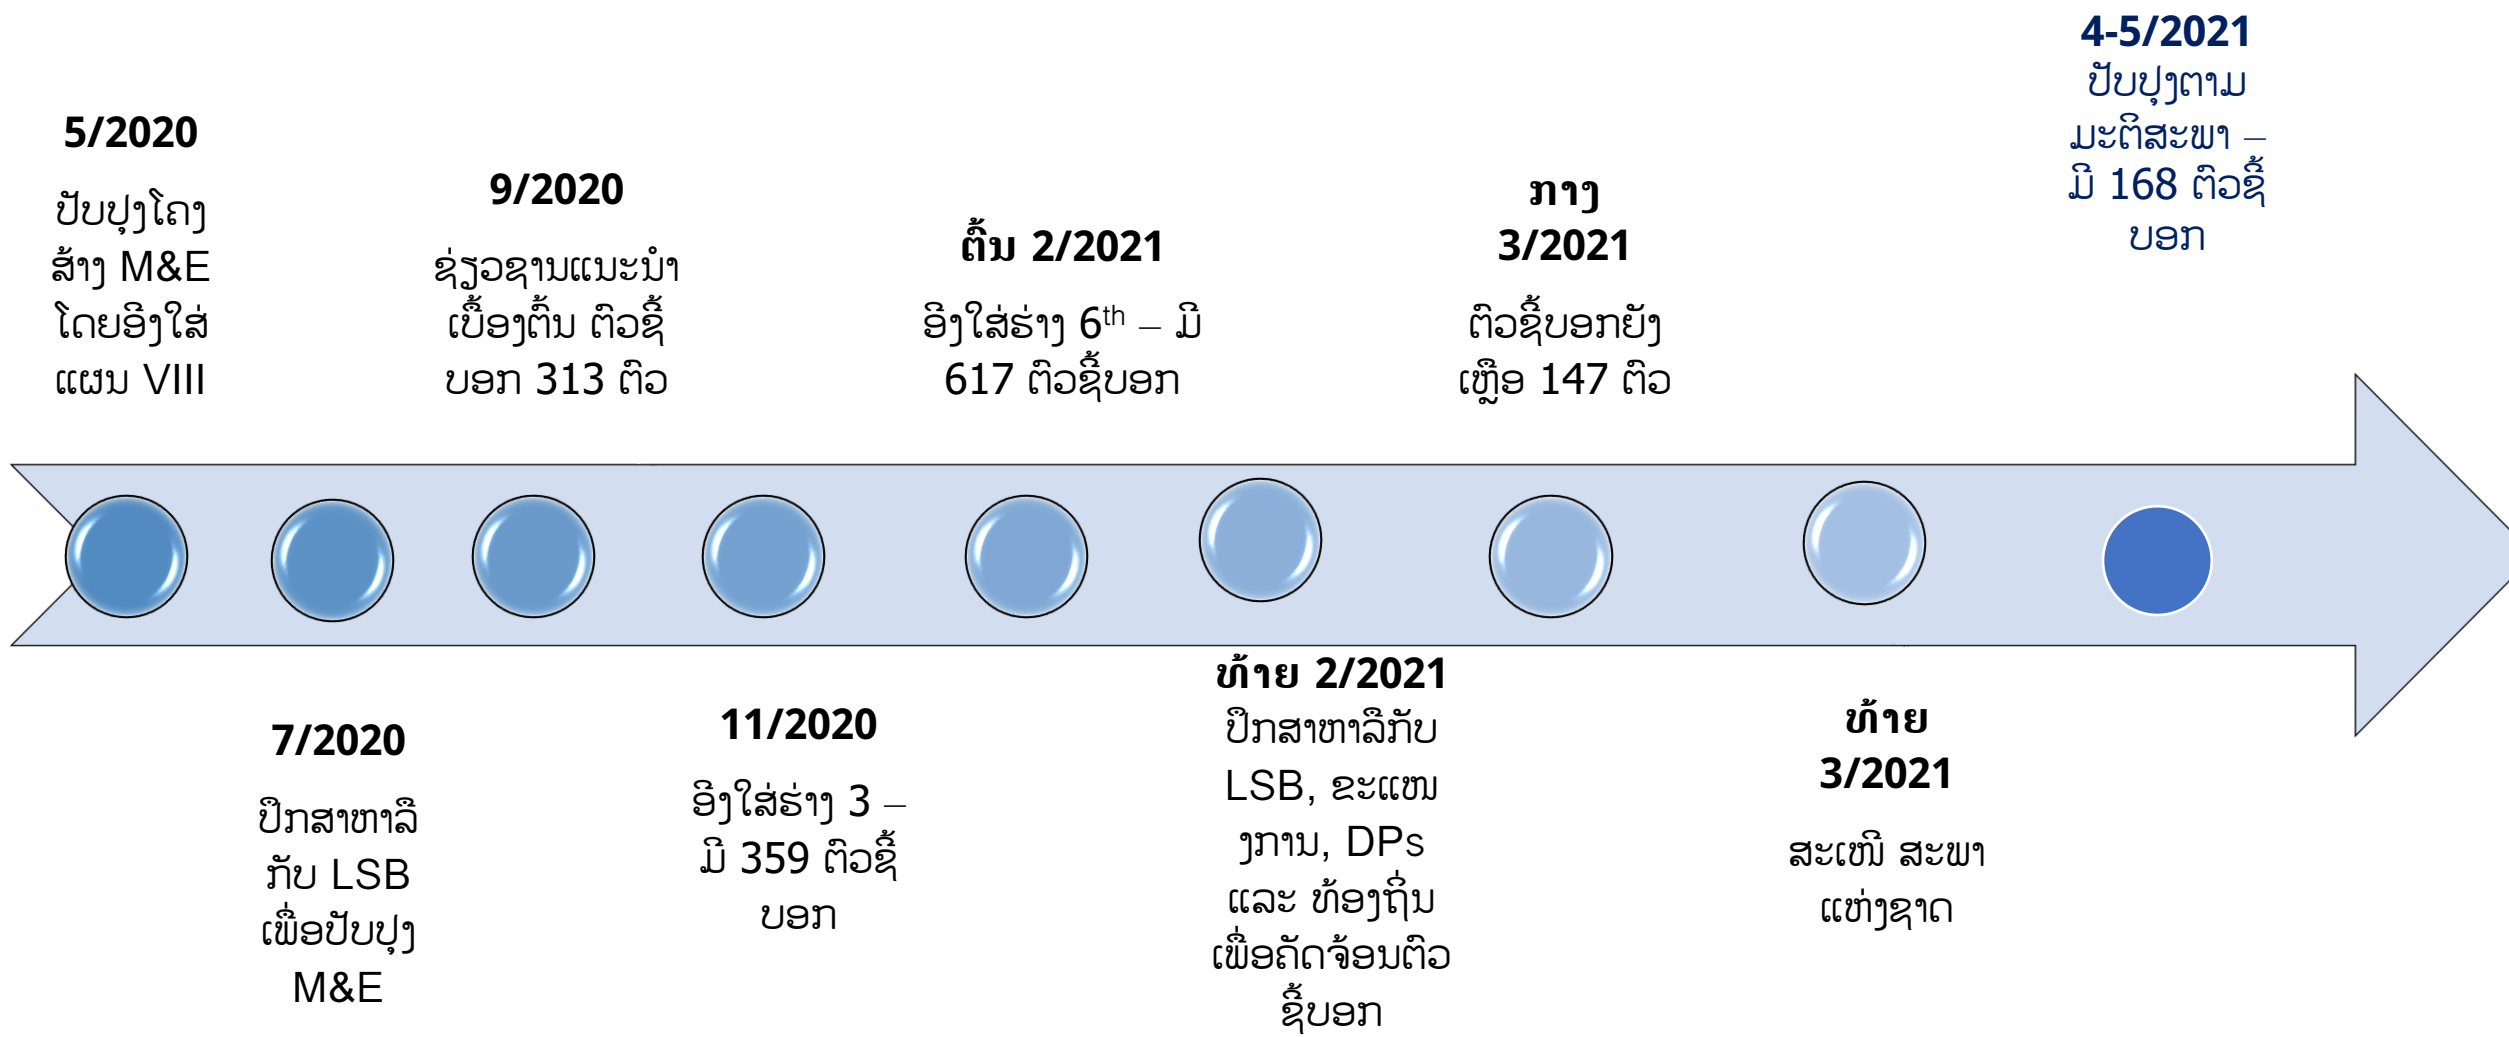 5/2020
ປັບປຸງໂຄງ
ສ້າງ M&E
ໂດຍອີງໃສ່
ແຜນ VIII
7/2020
ປຶກສາຫາລື
ກັບ LSB
ເພື່ອປັບປຸງ
M&E
9/2020
ຊ່ຽວຊານແນະນໍາ
ເບື້ອງຕົ້ນ ຕົວຊີ້
ບອກ 313 ຕົວ
11/2020
ອີງໃສ່ຮ່າງ 3 –
ມີ 359 ຕົວຊີ້
ບອກ
ຕົ້ນ 2/2021
ອີງໃສ່ຮ່າງ 6th – ມີ
617 ຕົວຊີ້ບອກ
ທ້າຍ 2/2021
ປຶກສາຫາລືກັບ
LSB, ຂະແໜ
ງການ, DPs
ແລະ ທ້ອງຖິ່ນ
ເພື່ອຄັດຈ້ອນຕົວ
ຊີ້ບອກ
ກາງ
3/2021
ຕົວຊີ້ບອກຍັງ
ເຫຼືອ 147 ຕົວ
ທ້າຍ
3/2021
ສະເໜີ ສະພາ
ແຫ່ງຊາດ
4-5/2021
ປັບປຸງຕາມ
ມະຕິສະພາ –
ມີ 168 ຕົວຊີ້
ບອກ